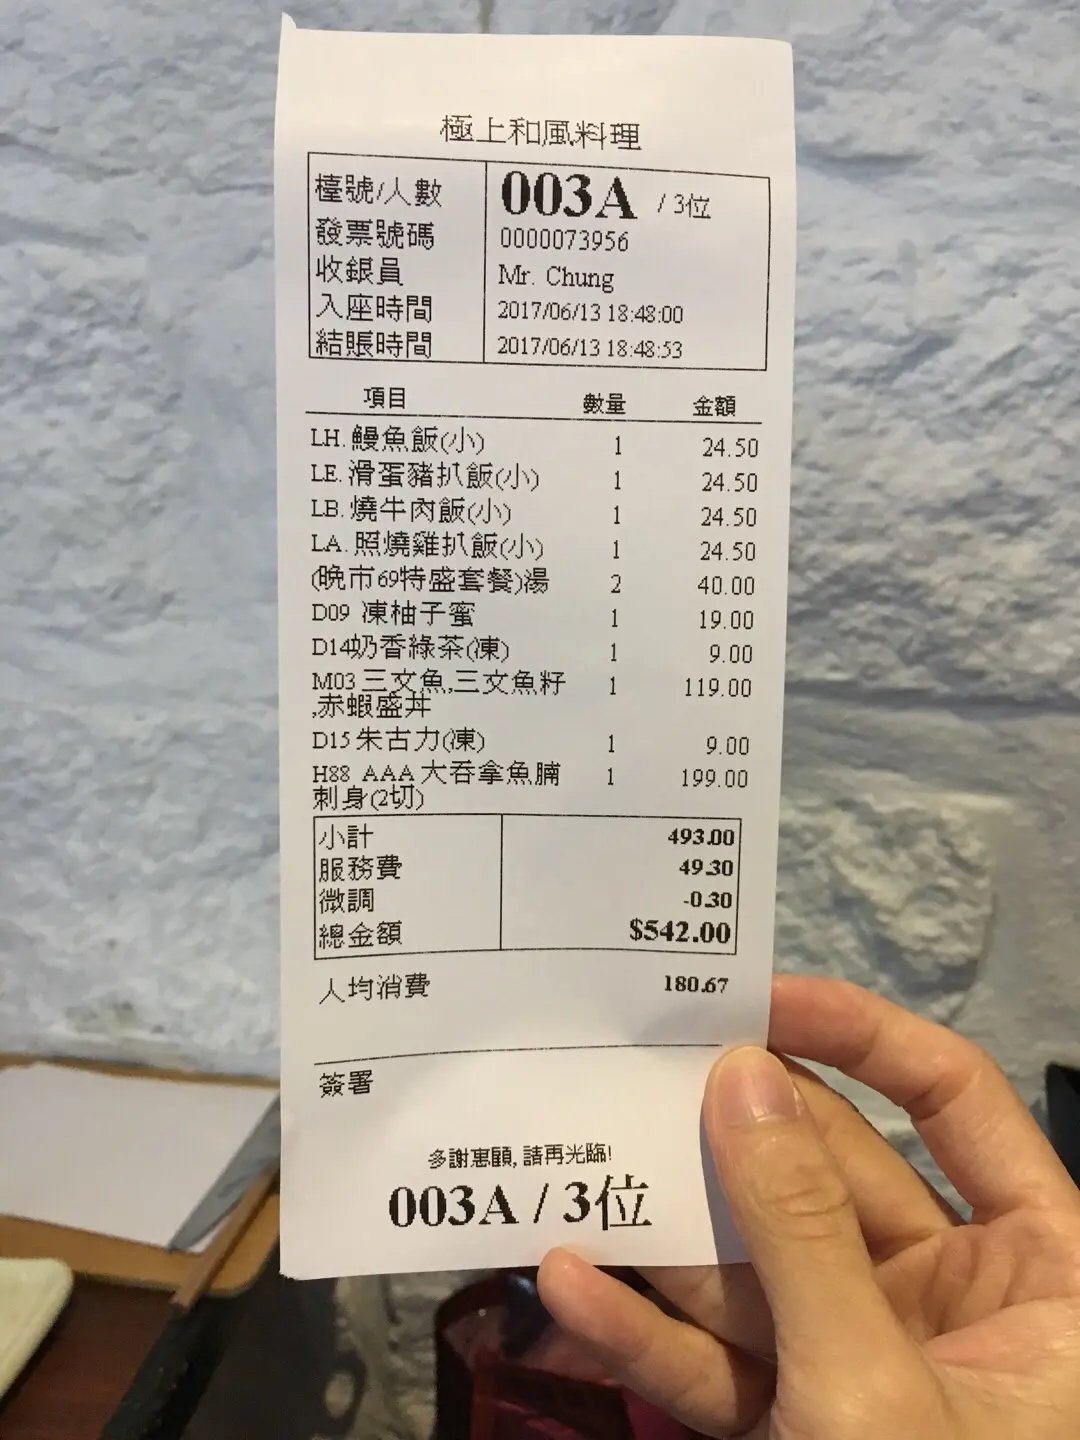 極上和風料理
檯號/人數 003A / 3位
發票號碼 0000073956
收銀員 Mr. Chung
入座時間 2017/06/13 18:48:00
結賬時間 2017/06/13 18:48:53
項目 數量 金額
LH. 鰻魚飯(小) 1 24.50
LE. 滑蛋豬扒飯(小) 1 24.50
LB. 燒牛肉飯(小) 1 24.50
LA. 照燒雞扒飯(小) 1 24.50
(晚市69特盛套餐)湯 2 40.00
D09 凍柚子蜜 1 19.00
D14奶香綠茶(凍) 1 9.00
M03 三文魚,三文魚籽 1 119.00
,赤蝦盛丼
D15 朱古力(凍) 1 9.00
H88 AAA 大吞拿魚腩 1 199.00
刺身(2切)
小計 493.00
服務費 49.30
微調 -0.30
總金額 $542.00
人均消費 180.67
簽署
多謝惠顧, 請再光臨!
003A / 3位